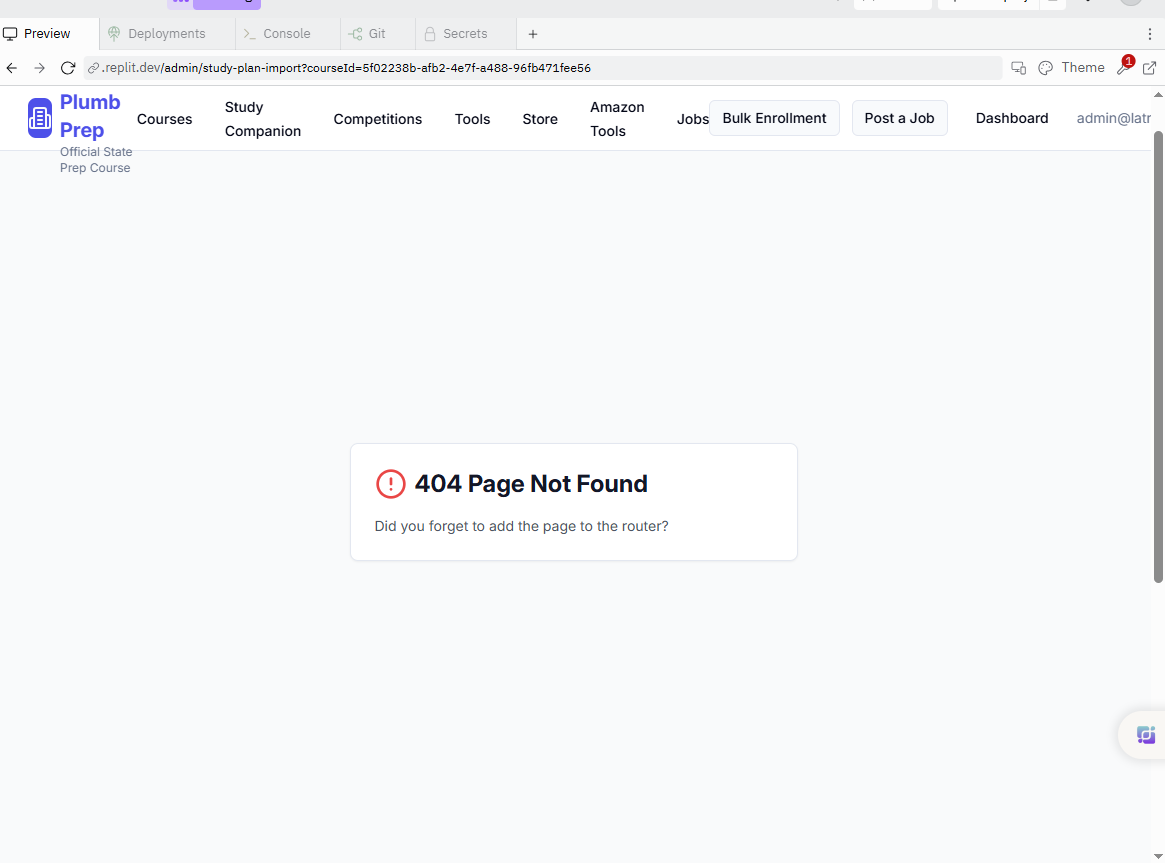 Preview
Deployments
Console
Git
Secrets
.replit.dev/admin/study-plan-import?courseId=5f02238b-afb2-4e7f-a488-96fb471fee56
Theme
1
Plumb
Prep
Official State
Prep Course
Courses
Study
Companion
Competitions
Tools
Store
Amazon
Tools
Jobs
Bulk Enrollment
Post a Job
Dashboard
admin@latr
404 Page Not Found
Did you forget to add the page to the router?